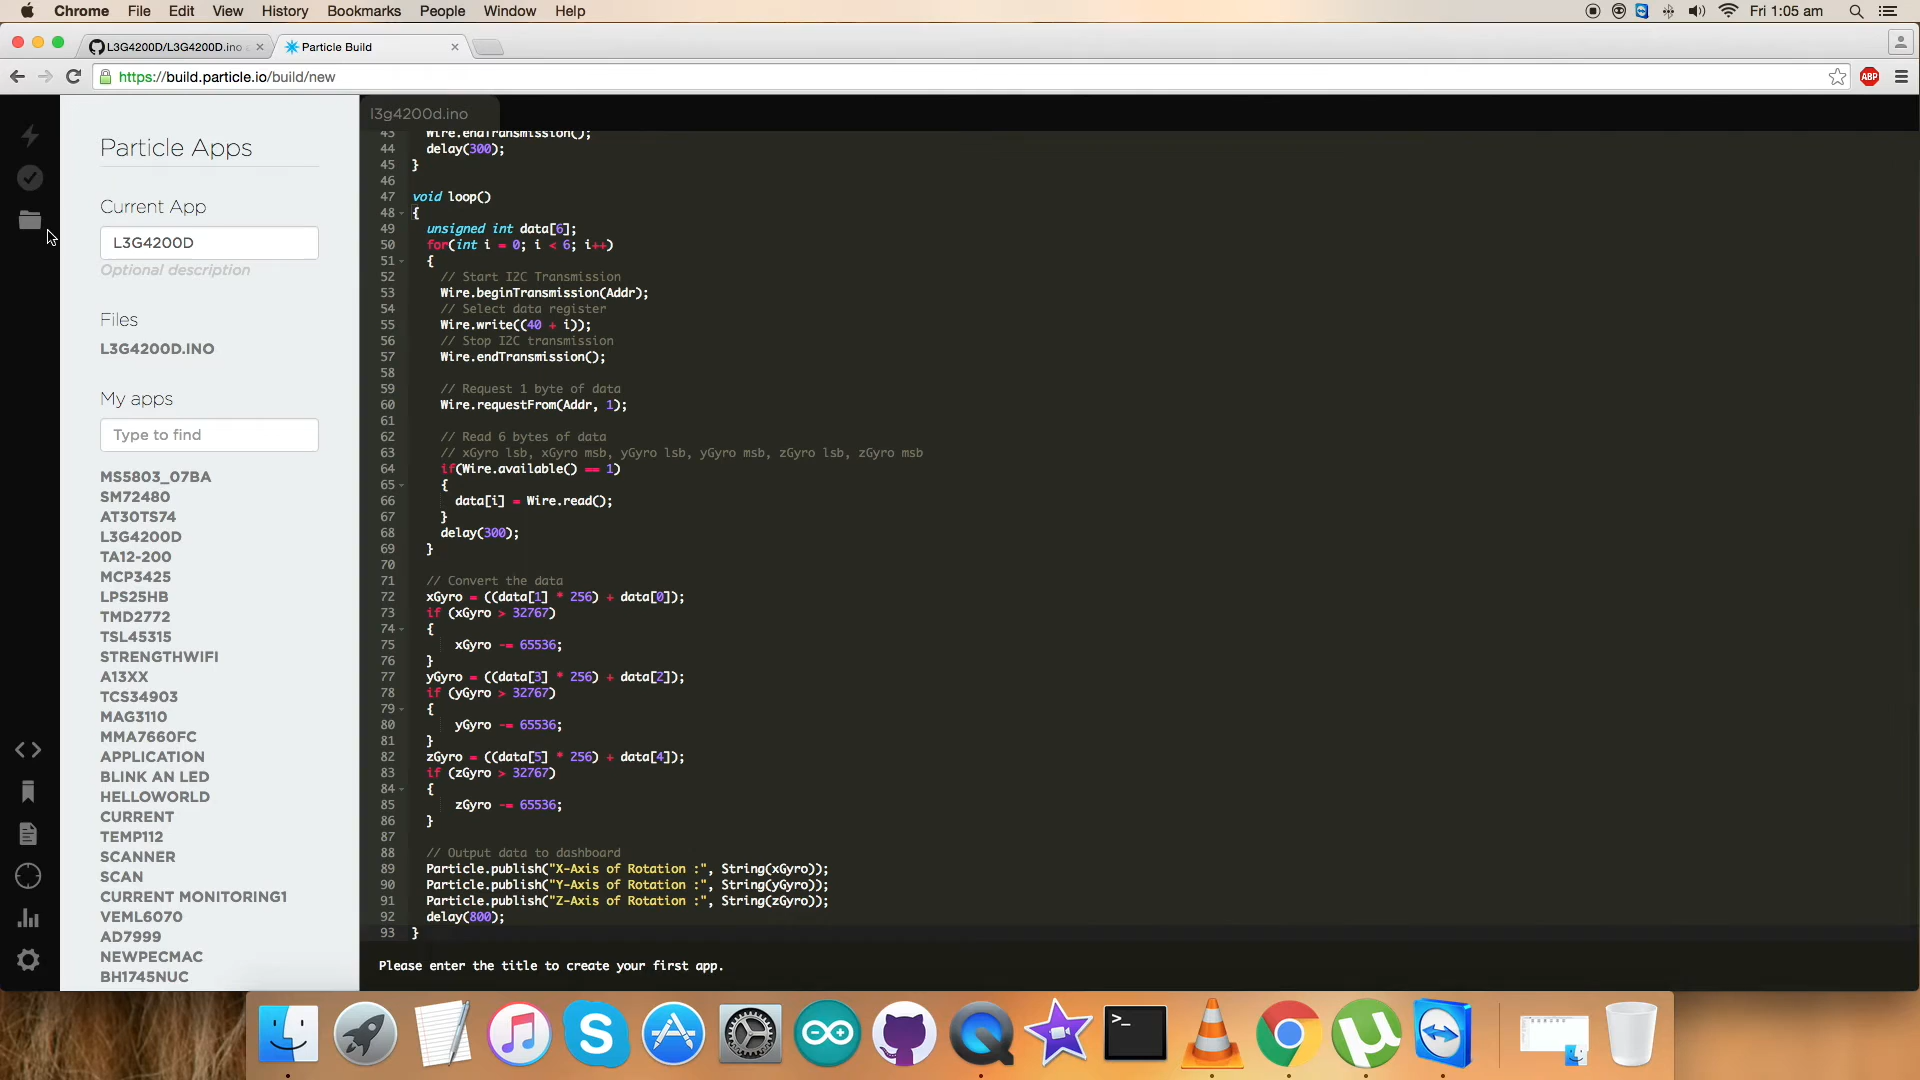 Chrome File Edit View History Bookmarks People Window Help Fri 1:05 am
L3G4200D/L3G4200D.ino Particle Build
https://build.particle.io/build/new ABP
l3g4200d.ino
Particle Apps
Current App
L3G4200D
Optional description
Files
L3G4200D.INO
My apps
Type to find
MS5803_07BA
SM72480
AT30TS74
L3G4200D
TA12-200
MCP3425
LPS25HB
TMD2772
TSL45315
STRENGTHWIFI
A13XX
TCS34903
MAG3110
MMA7660FC
APPLICATION
BLINK AN LED
HELLOWORLD
CURRENT
TEMP112
SCANNER
SCAN
CURRENT MONITORING1
VEML6070
AD7999
NEWPECMAC
BH1745NUC
43 Wire.endTransmission();
44 delay(300);
45 }
46
47 void loop()
48 {
49 unsigned int data[6];
50 for(int i = 0; i < 6; i++)
51 {
52 // Start I2C Transmission
53 Wire.beginTransmission(Addr);
54 // Select data register
55 Wire.write((40 + i));
56 // Stop I2C transmission
57 Wire.endTransmission();
58
59 // Request 1 byte of data
60 Wire.requestFrom(Addr, 1);
61
62 // Read 6 bytes of data
63 // xGyro lsb, xGyro msb, yGyro lsb, yGyro msb, zGyro lsb, zGyro msb
64 if(Wire.available() == 1)
65 {
66 data[i] = Wire.read();
67 }
68 delay(300);
69 }
70
71 // Convert the data
72 xGyro = ((data[1] * 256) + data[0]);
73 if (xGyro > 32767)
74 {
75 xGyro -= 65536;
76 }
77 yGyro = ((data[3] * 256) + data[2]);
78 if (yGyro > 32767)
79 {
80 yGyro -= 65536;
81 }
82 zGyro = ((data[5] * 256) + data[4]);
83 if (zGyro > 32767)
84 {
85 zGyro -= 65536;
86 }
87
88 // Output data to dashboard
89 Particle.publish("X-Axis of Rotation :", String(xGyro));
90 Particle.publish("Y-Axis of Rotation :", String(yGyro));
91 Particle.publish("Z-Axis of Rotation :", String(zGyro));
92 delay(800);
93 }
Please enter the title to create your first app.